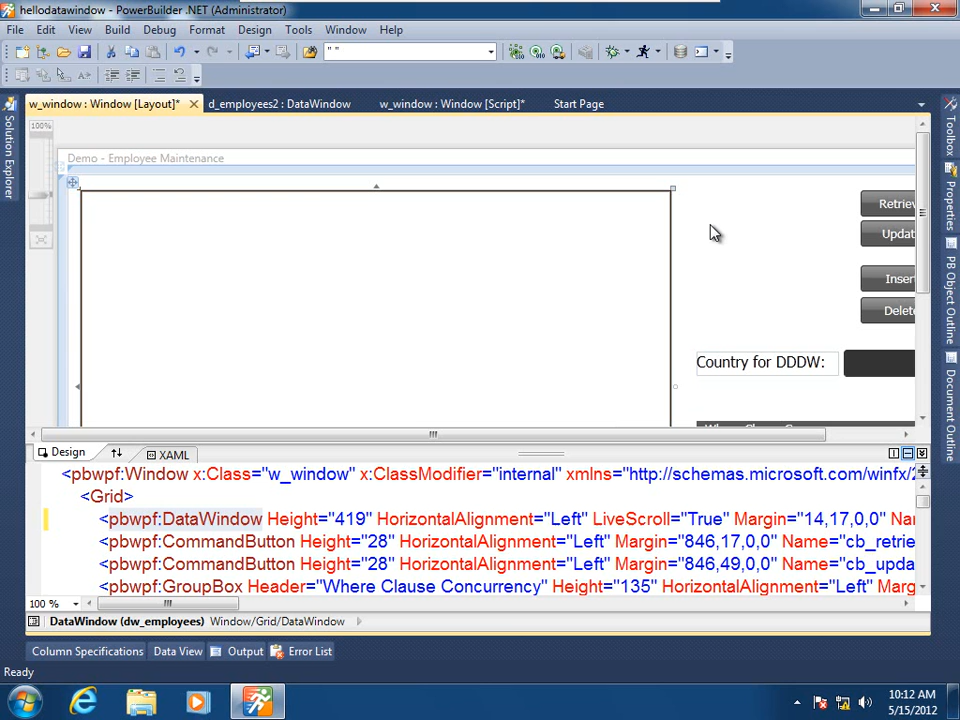 hellodatawindow - PowerBuilder .NET (Administrator)
File Edit View Build Debug Format Design Tools Window Help
" "
w_window : Window [Layout]* d_employees2 : DataWindow w_window : Window [Script]* Start Page
Solution Explorer
Toolbox
Properties
PB Object Outline
Document Outline
100%
Demo - Employee Maintenance
Retrie
Updat
Inser
Delet
Country for DDDW:
Design XAML
<pbwpf:Window x:Class="w_window" x:ClassModifier="internal" xmlns="http://schemas.microsoft.com/winfx/2
<Grid>
<pbwpf:DataWindow Height="419" HorizontalAlignment="Left" LiveScroll="True" Margin="14,17,0,0" Na
<pbwpf:CommandButton Height="28" HorizontalAlignment="Left" Margin="846,17,0,0" Name="cb_retrie
<pbwpf:CommandButton Height="28" HorizontalAlignment="Left" Margin="846,49,0,0" Name="cb_upda
<pbwpf:GroupBox Header="Where Clause Concurrency" Height="135" HorizontalAlignment="Left" Mar
100 %
DataWindow (dw_employees) Window/Grid/DataWindow
Column Specifications Data View Output Error List
Ready
10:12 AM
5/15/2012